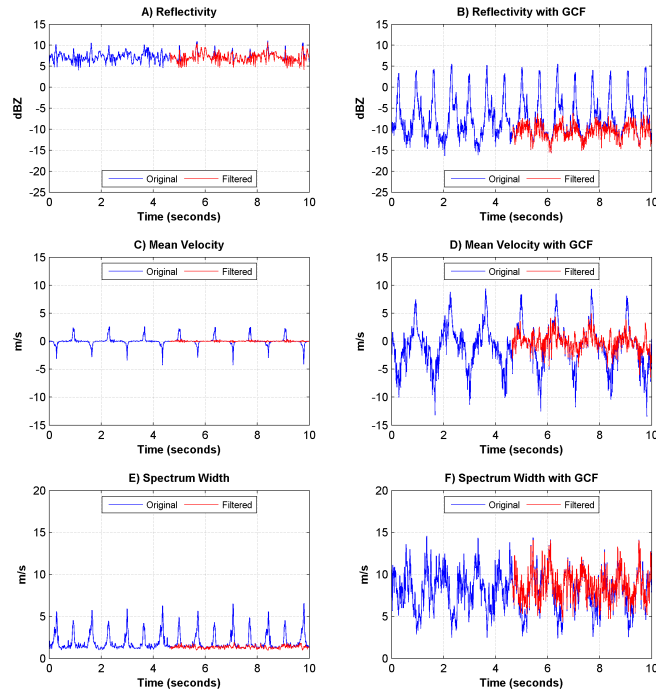 A) Reflectivity
15
10
5
0
-5
-10
-15
-20
-25
dBZ
Original Filtered
0 2 4 6 8 10
Time (seconds)
B) Reflectivity with GCF
15
10
5
0
-5
-10
-15
-20
-25
dBZ
Original Filtered
0 2 4 6 8 10
Time (seconds)
C) Mean Velocity
15
10
5
0
-5
-10
-15
m/s
Original Filtered
0 2 4 6 8 10
Time (seconds)
D) Mean Velocity with GCF
15
10
5
0
-5
-10
-15
m/s
Original Filtered
0 2 4 6 8 10
Time (seconds)
E) Spectrum Width
20
15
10
5
0
m/s
Original Filtered
0 2 4 6 8 10
Time (seconds)
F) Spectrum Width with GCF
20
15
10
5
0
m/s
Original Filtered
0 2 4 6 8 10
Time (seconds)